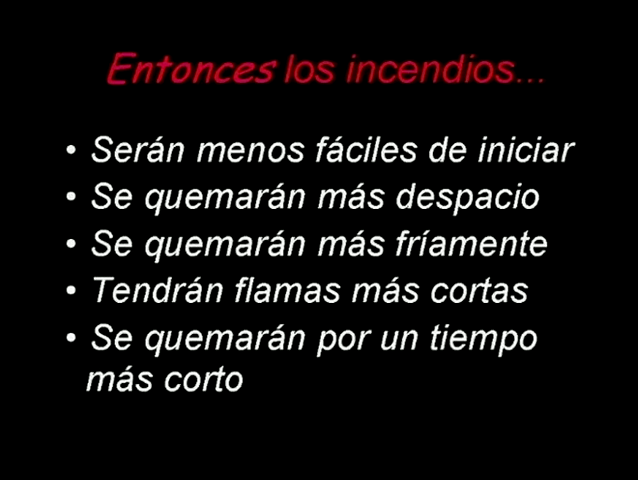 Entonces los incendios...
• Serán menos fáciles de iniciar
• Se quemarán más despacio
• Se quemarán más fríamente
• Tendrán flamas más cortas
• Se quemarán por un tiempo
más corto